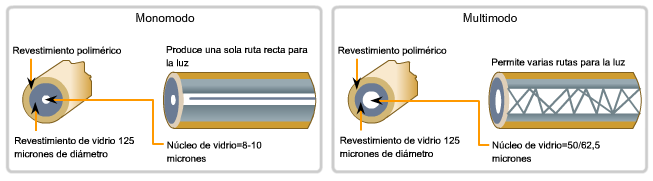 Monomodo
Revestimiento polimérico
Produce una sola ruta recta para
la luz
Revestimiento de vidrio 125
micrones de diámetro
Núcleo de vidrio=8-10
micrones
Multimodo
Revestimiento polimérico
Permite varias rutas para la luz
Revestimiento de vidrio 125
micrones de diámetro
Núcleo de vidrio=50/62,5
micrones